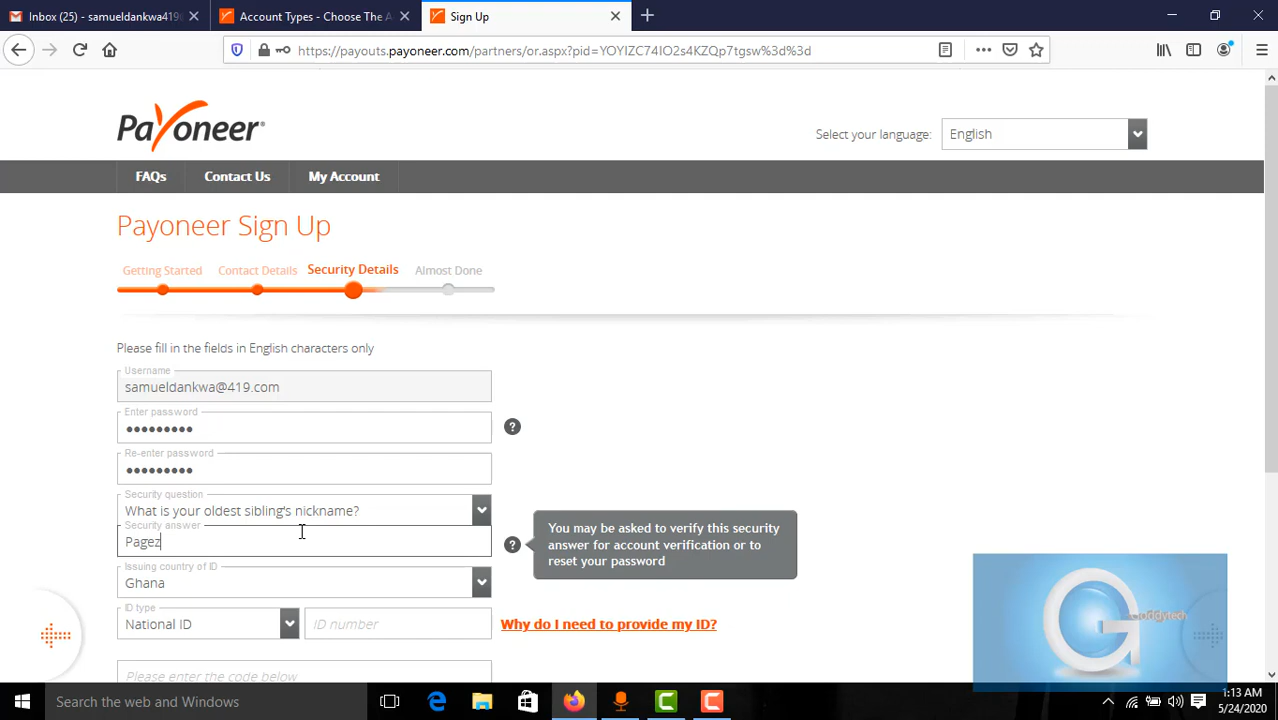 Inbox (25) - samueldankwa419@
Account Types - Choose The A
Sign Up
https://payouts.payoneer.com/partners/or.aspx?pid=YOYIZC74IO2s4KZQp7tgsw%3d%3d
Payoneer
Select your language:
English
FAQs
Contact Us
My Account
Payoneer Sign Up
Getting Started
Contact Details
Security Details
Almost Done
Please fill in the fields in English characters only
Username
samueldankwa@419.com
Enter password
Re-enter password
Security question
What is your oldest sibling's nickname?
Security answer
Pagez
You may be asked to verify this security
answer for account verification or to
reset your password
Issuing country of ID
Ghana
ID type
National ID
ID number
Why do I need to provide my ID?
Please enter the code below
Search the web and Windows
1:13 AM
5/24/2020